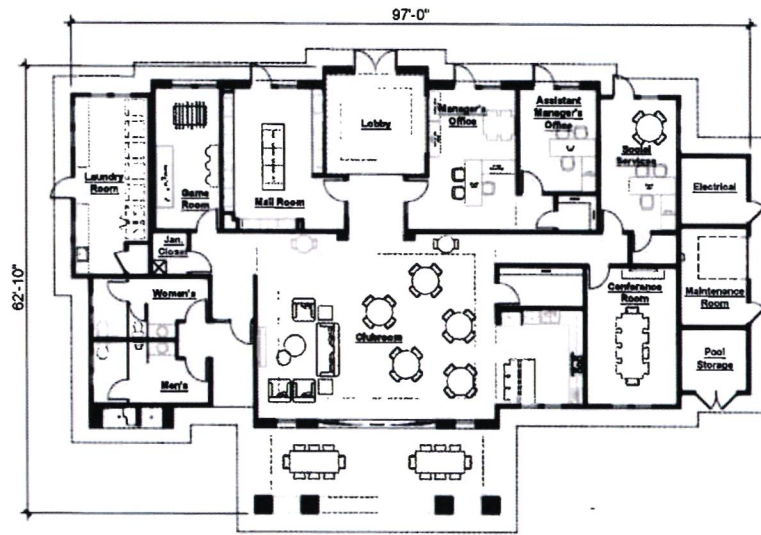 97'-0"
62'-10"
Lobby
Manager's
Office
Assistant
Manager's
Office
Social
Services
Laundry
Room
Game
Room
Mail Room
Electrical
Jan.
Closet
Women's
Clubroom
Conference
Room
Maintenance
Room
Men's
Pool
Storage